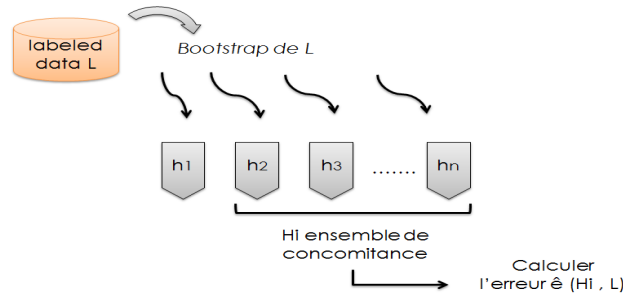 labeled
data L
Bootstrap de L
h1
h2
h3
.......
hn
Hi ensemble de
concomitance
Calculer
l'erreur ê (Hi , L)